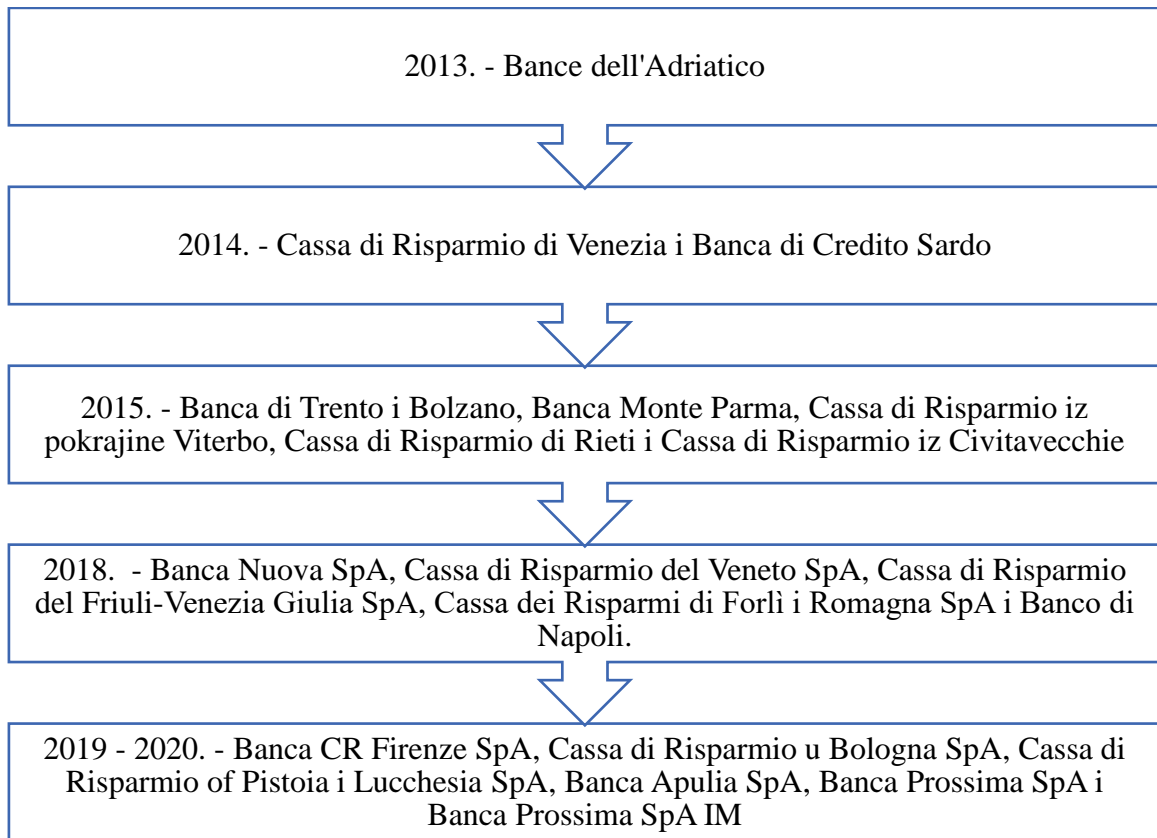 2013. - Bance dell'Adriatico
2014. - Cassa di Risparmio di Venezia i Banca di Credito Sardo
2015. - Banca di Trento i Bolzano, Banca Monte Parma, Cassa di Risparmio iz
pokrajine Viterbo, Cassa di Risparmio di Rieti i Cassa di Risparmio iz Civitavecchie
2018.  - Banca Nuova SpA, Cassa di Risparmio del Veneto SpA, Cassa di Risparmio
del Friuli-Venezia Giulia SpA, Cassa dei Risparmi di Forlì i Romagna SpA i Banco di
Napoli.
2019 - 2020. - Banca CR Firenze SpA, Cassa di Risparmio u Bologna SpA, Cassa di
Risparmio of Pistoia i Lucchesia SpA, Banca Apulia SpA, Banca Prossima SpA i
Banca Prossima SpA IM